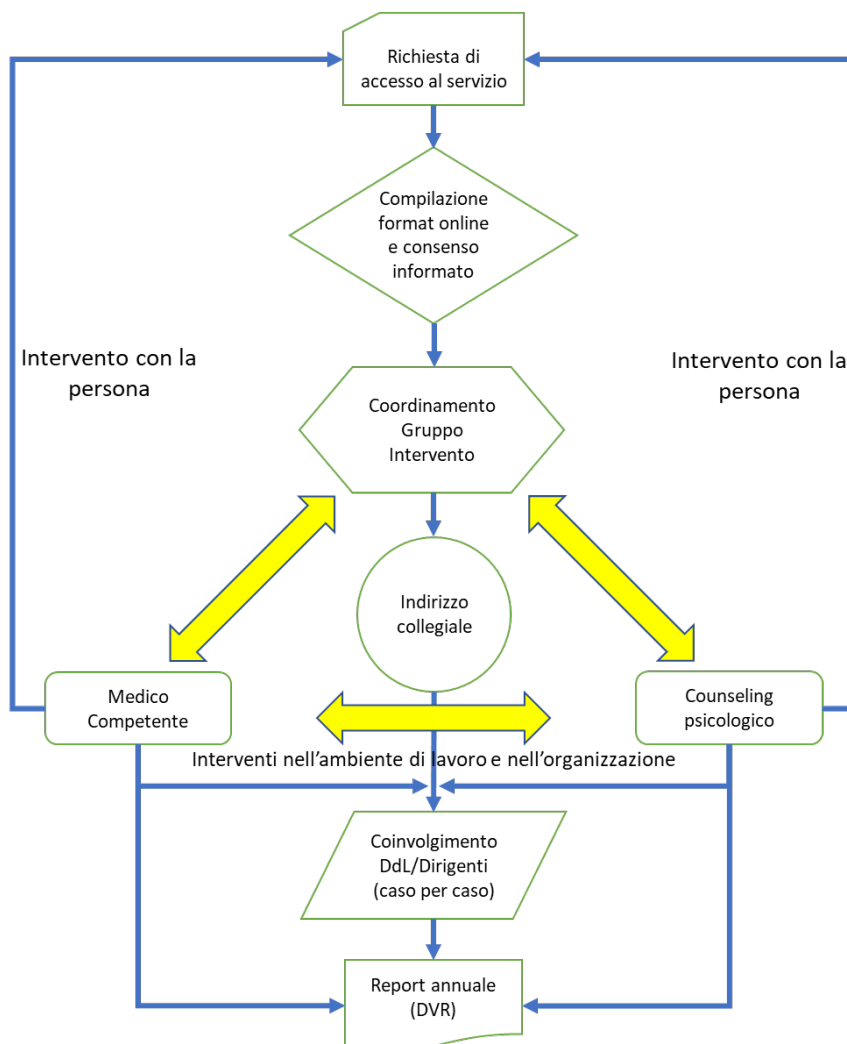 Richiesta di
accesso al servizio
Compilazione
format online
e consenso
informato
Intervento con la
persona
Intervento con la
persona
Coordinamento
Gruppo
Intervento
Indirizzo
collegiale
Medico
Competente
Counseling
psicologico
Interventi nell'ambiente di lavoro e nell'organizzazione
Coinvolgimento
DdL/Dirigenti
(caso per caso)
Report annuale
(DVR)